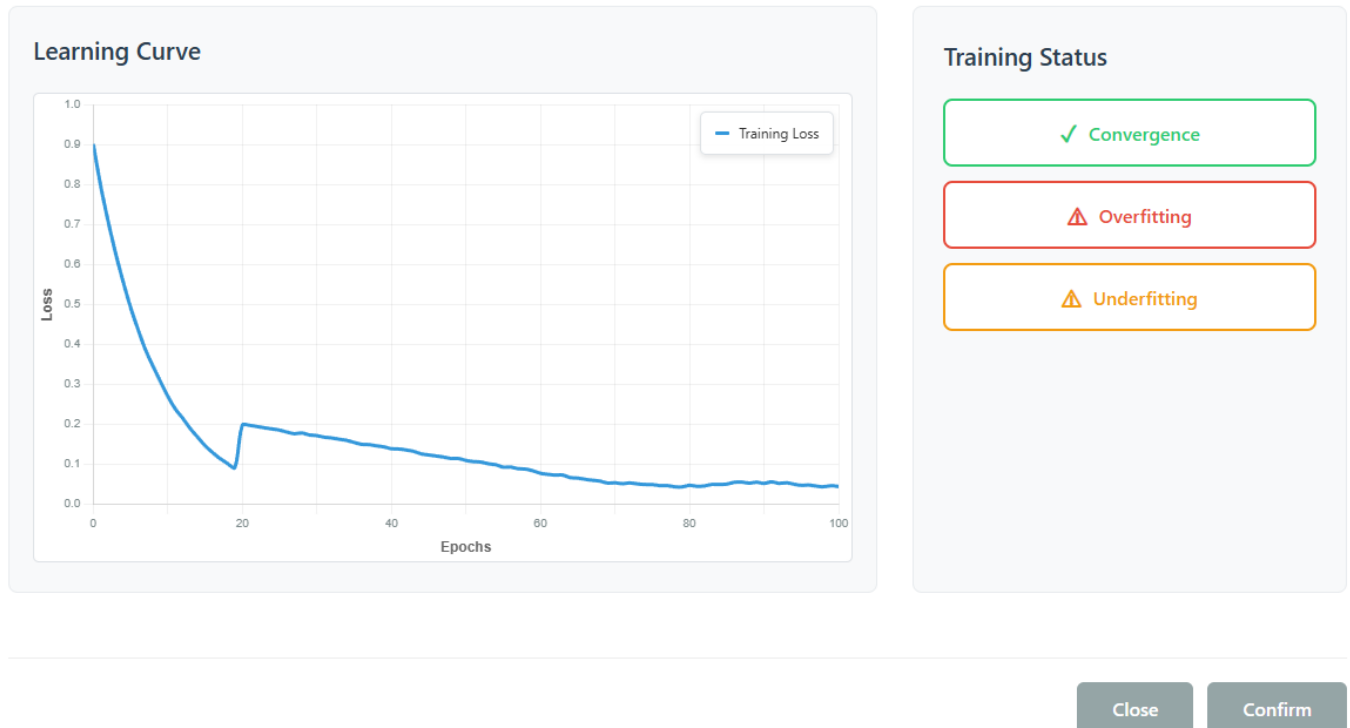 Learning Curve
1.0
0.9
0.8
0.7
0.6
0.5
0.4
0.3
0.2
0.1
0.0
Loss
0 20 40 60 80 100
Epochs
Training Loss
Training Status
✓ Convergence
⚠ Overfitting
⚠ Underfitting
Close Confirm